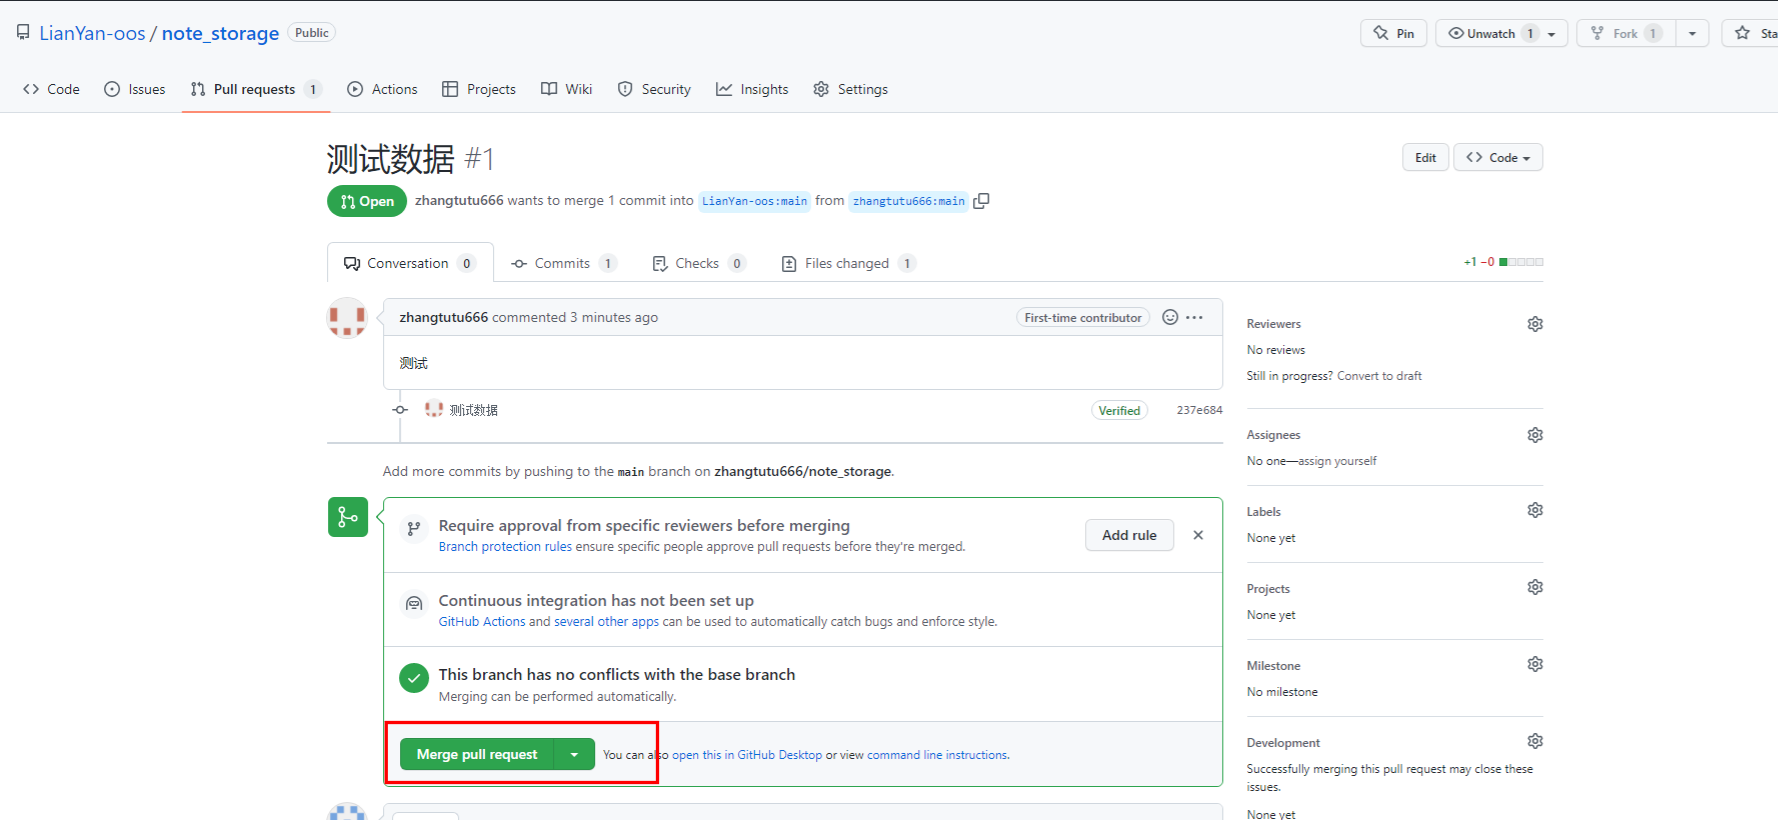 LianYan-oos / note_storage Public
Pin Unwatch 1 Fork 1
Code Issues Pull requests 1 Actions Projects Wiki Security Insights Settings
测试数据 #1
Edit Code
Open zhangtutu666 wants to merge 1 commit into LianYan-oos:main from zhangtutu666:main
Conversation 0 Commits 1 Checks 0 Files changed 1 +1 −0
zhangtutu666 commented 3 minutes ago First-time contributor
测试
测试数据 Verified 237e684
Add more commits by pushing to the main branch on zhangtutu666/note_storage.
Require approval from specific reviewers before merging
Branch protection rules ensure specific people approve pull requests before they're merged.
Add rule
Continuous integration has not been set up
GitHub Actions and several other apps can be used to automatically catch bugs and enforce style.
This branch has no conflicts with the base branch
Merging can be performed automatically.
Merge pull request You can also open this in GitHub Desktop or view command line instructions.
Reviewers
No reviews
Still in progress? Convert to draft
Assignees
No one—assign yourself
Labels
None yet
Projects
None yet
Milestone
No milestone
Development
Successfully merging this pull request may close these
issues.
None yet